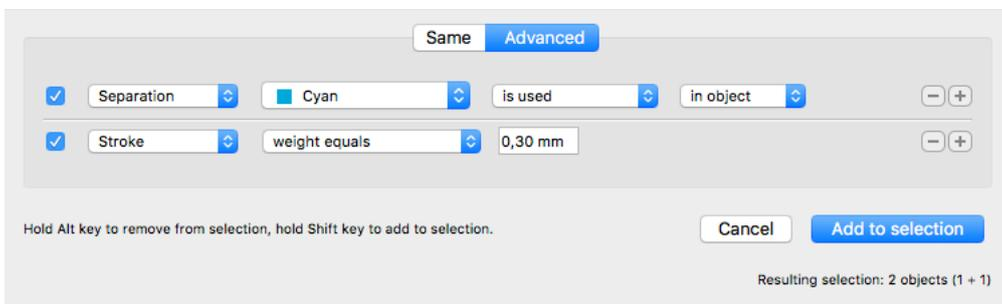 Same Advanced
Separation Cyan is used in object
Stroke weight equals 0,30 mm
Hold Alt key to remove from selection, hold Shift key to add to selection. Cancel Add to selection
Resulting selection: 2 objects (1 + 1)